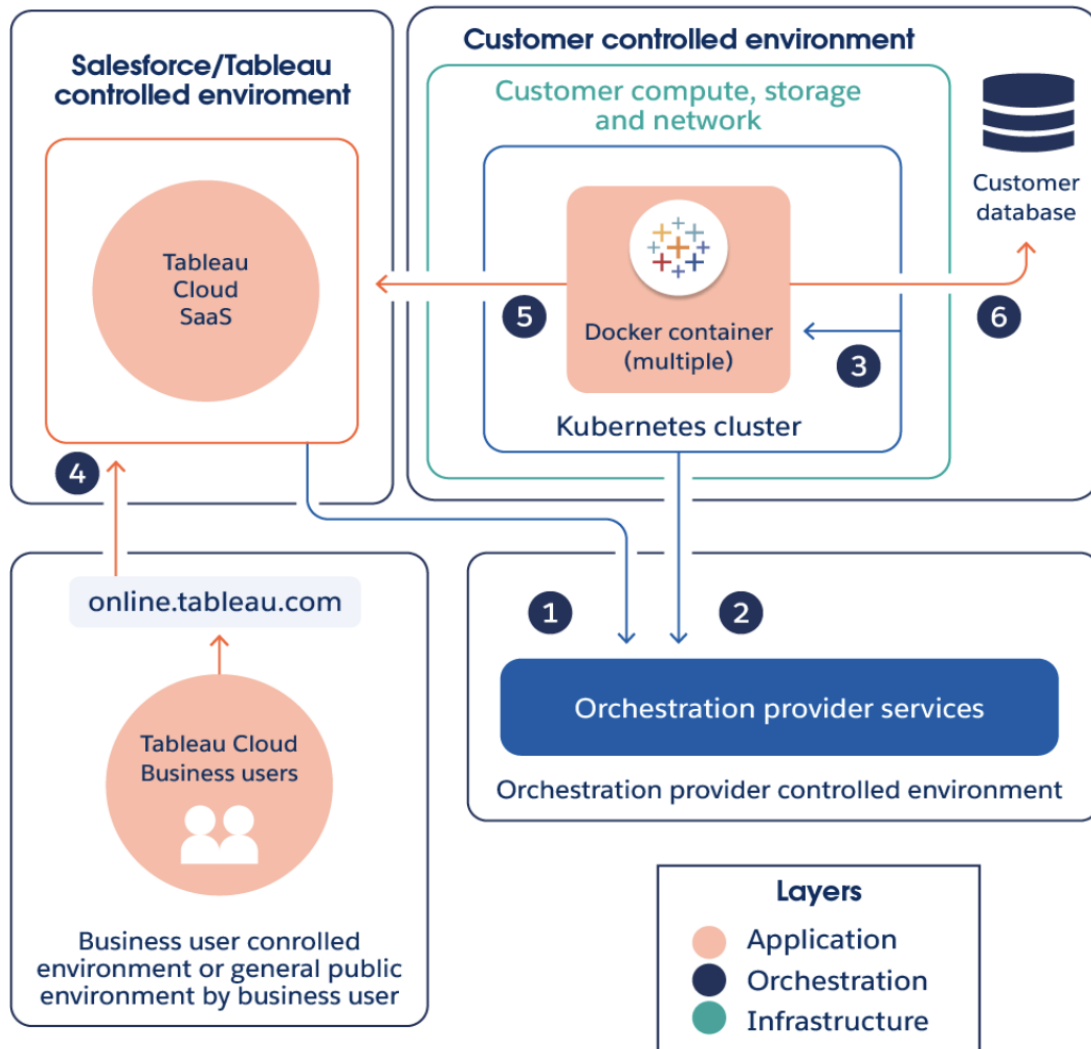 Salesforce/Tableau
controlled enviroment
Tableau
Cloud
SaaS
4
Customer controlled environment
Customer compute, storage
and network
Docker container
(multiple)
Kubernetes cluster
5
3
6
Customer
database
online.tableau.com
Tableau Cloud
Business users
Business user conrolled
environment or general public
environment by business user
1
2
Orchestration provider services
Orchestration provider controlled environment
Layers
Application
Orchestration
Infrastructure